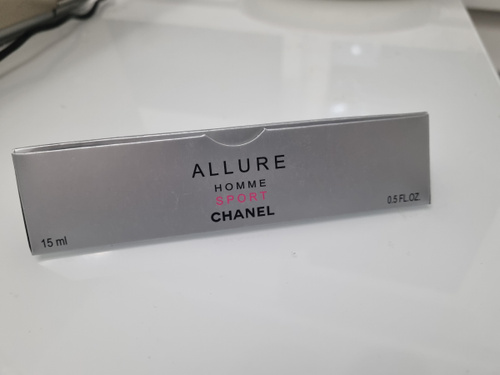 ALLURE
HOMME
SPORT
CHANEL
15 ml
0.5 FL.OZ.